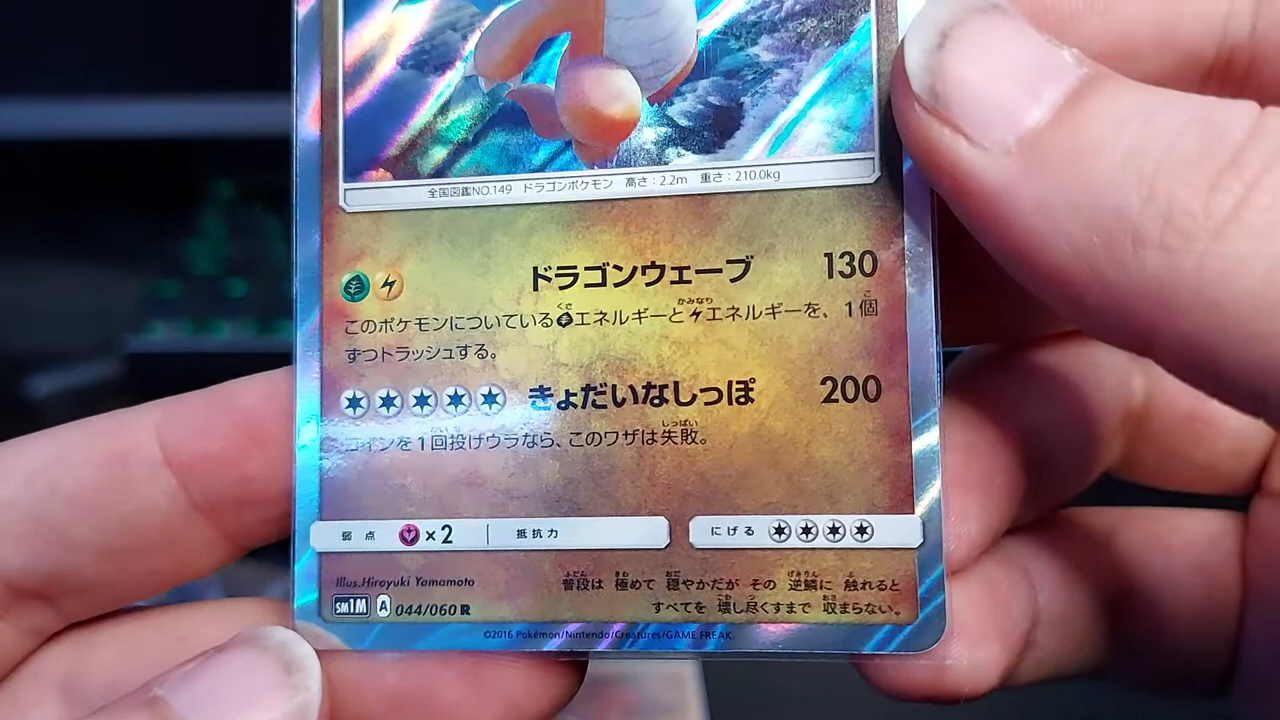 全国図鑑NO.149 ドラゴンポケモン 高さ:2.2m 重さ:210.0kg
ドラゴンウェーブ 130
このポケモンについているエネルギーとエネルギーを、1個
ずつトラッシュする。
きょだいなしっぽ 200
コインを1回投げウラなら、このワザは失敗。
弱点 ×2 抵抗力 にげる
Illus.Hiroyuki Yamamoto
普段は 極めて 穏やかだが その 逆鱗に 触れると
SM1M A 044/060 R
すべてを 壊し尽くすまで 収まらない。
©2016 Pokémon/Nintendo/Creatures/GAME FREAK